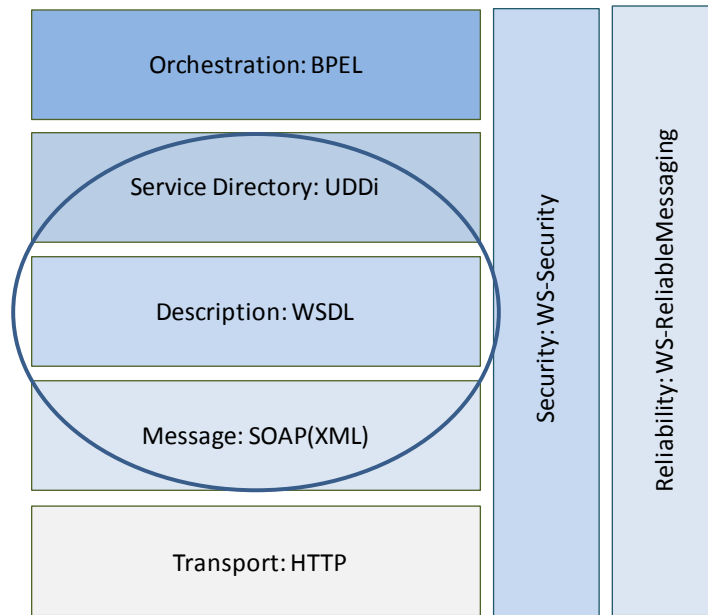 Orchestration: BPEL
Service Directory: UDDi
Description: WSDL
Message: SOAP(XML)
Transport: HTTP
Security: WS-Security
Reliability: WS-ReliableMessaging